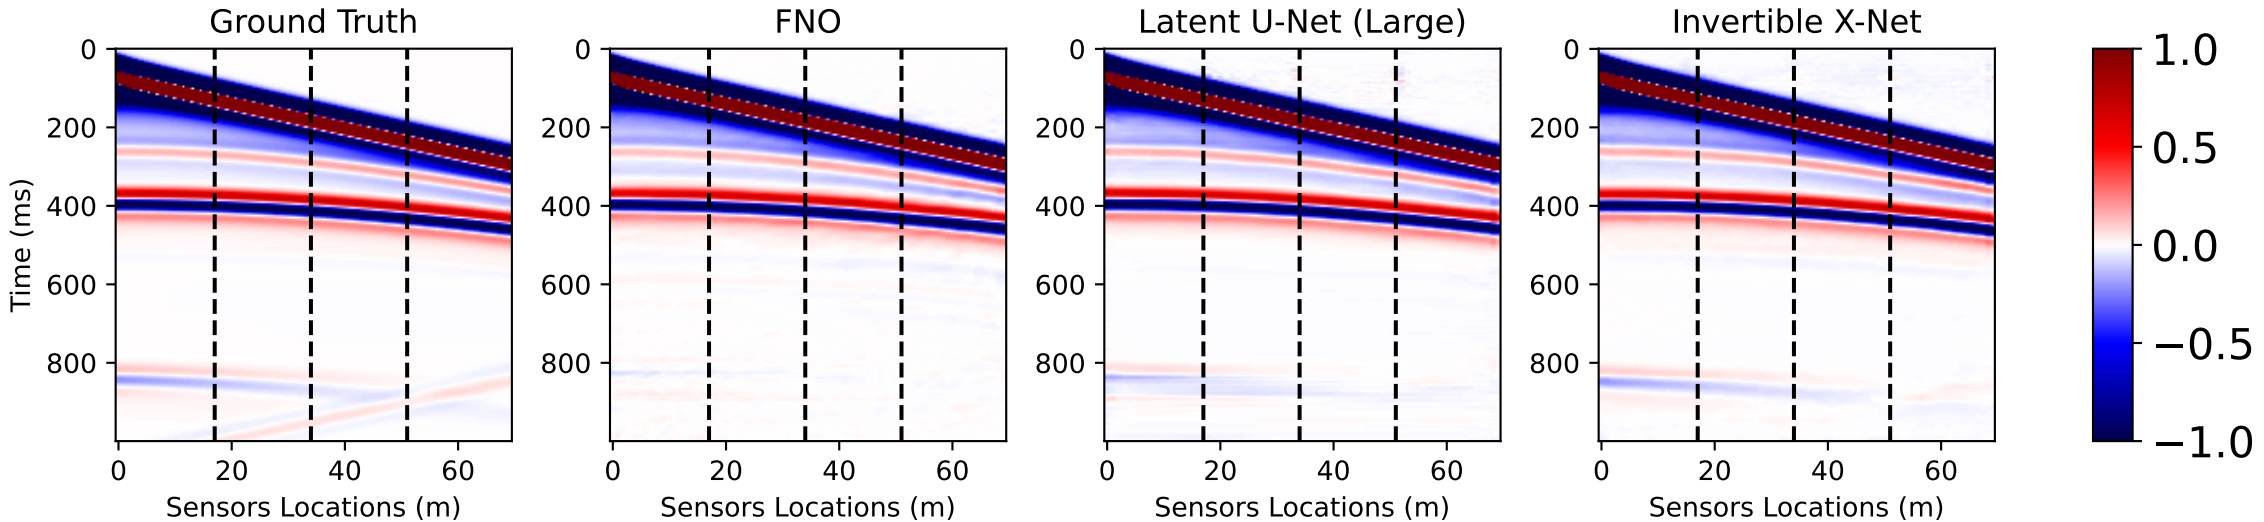 Ground Truth
FNO
Latent U-Net (Large)
Invertible X-Net
0
200
400
600
800
Time (ms)
0 20 40 60
Sensors Locations (m)
0
200
400
600
800
0 20 40 60
Sensors Locations (m)
0
200
400
600
800
0 20 40 60
Sensors Locations (m)
0
200
400
600
800
0 20 40 60
Sensors Locations (m)
1.0
0.5
0.0
−0.5
−1.0